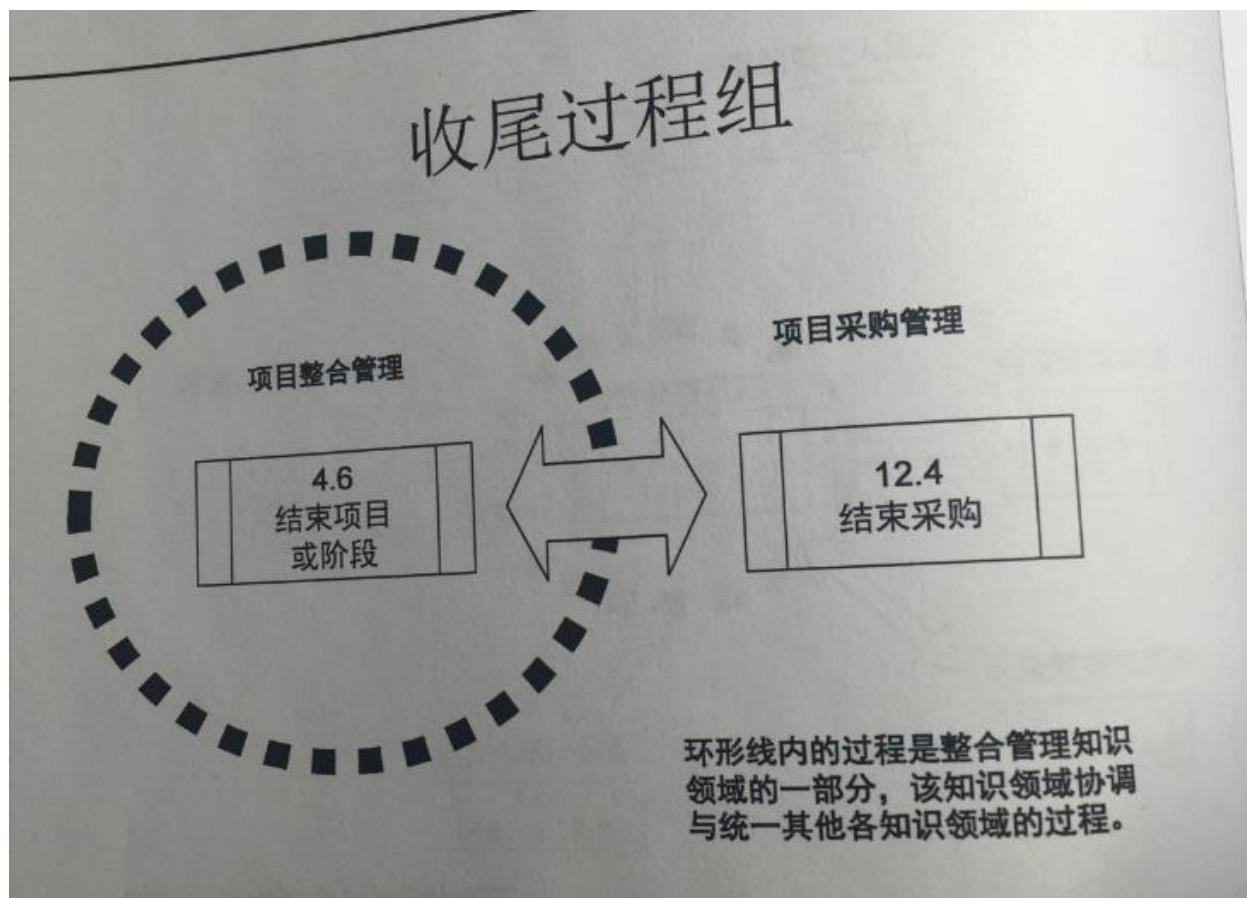 收尾过程组
项目整合管理
4.6
结束项目
或阶段
项目采购管理
12.4
结束采购
环形线内的过程是整合管理知识
领域的一部分，该知识领域协调
与统一其他各知识领域的过程。